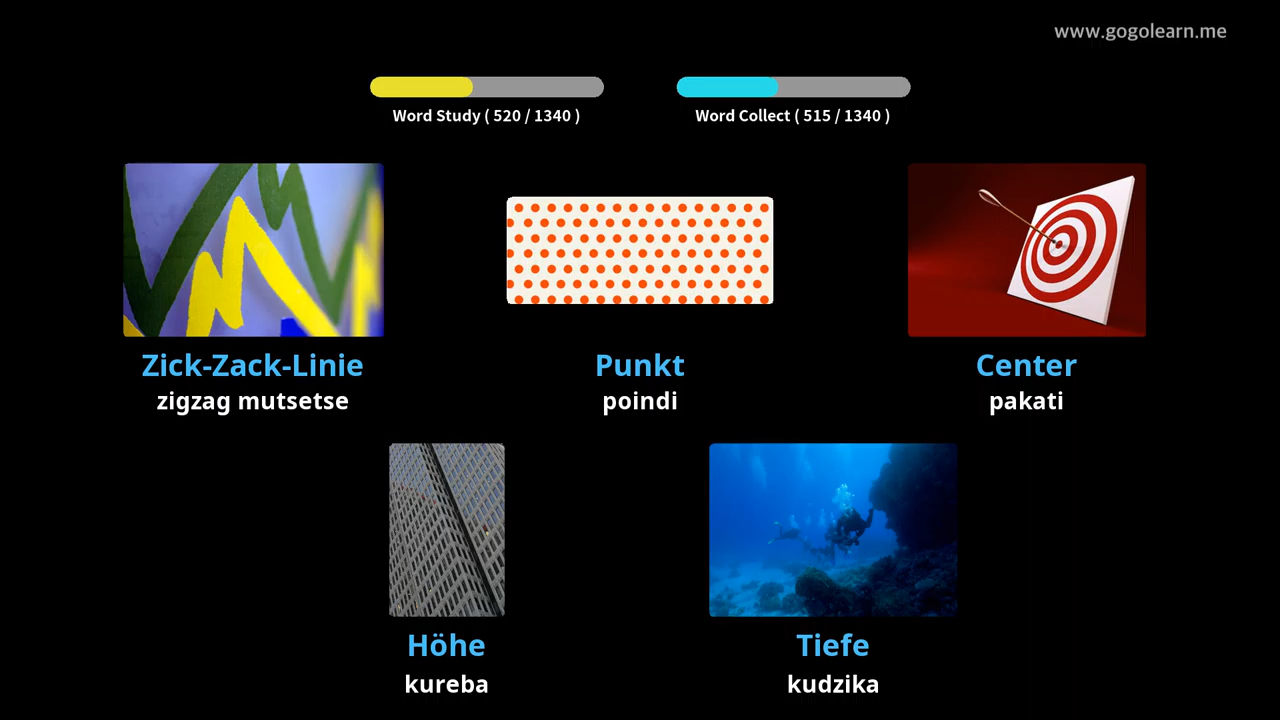 www.gogolearn.me
Word Study ( 520 / 1340 )
Word Collect ( 515 / 1340 )
Zick-Zack-Linie
zigzag mutsetse
Punkt
poindi
Center
pakati
Höhe
kureba
Tiefe
kudzika